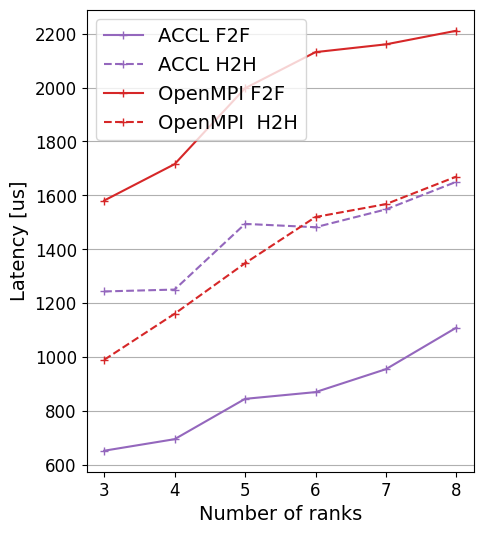 ACCL F2F
ACCL H2H
OpenMPI F2F
OpenMPI  H2H
Latency [us]
2200
2000
1800
1600
1400
1200
1000
800
600
3 4 5 6 7 8
Number of ranks